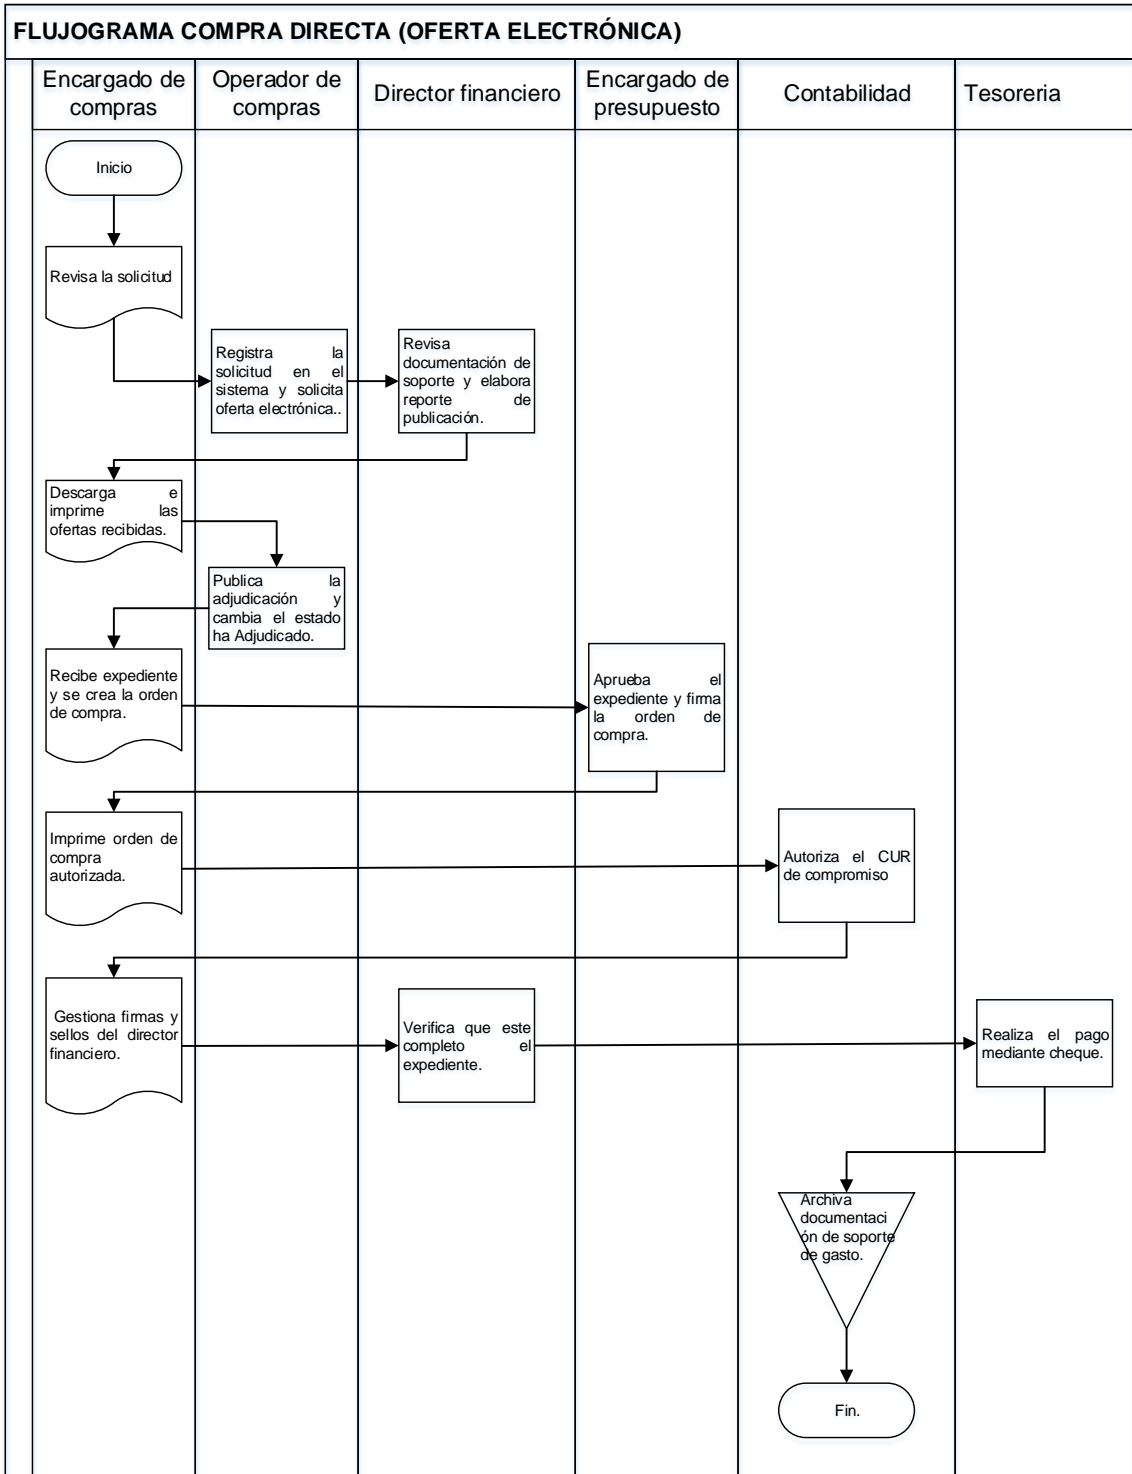 FLUJOGRAMA COMPRA DIRECTA (OFERTA ELECTRÓNICA)
Encargado de
compras
Operador de
compras
Director financiero
Encargado de
presupuesto
Contabilidad
Tesoreria
Inicio
Revisa la solicitud
Registra la
solicitud en el
sistema y solicita
oferta electrónica..
Revisa
documentación de
soporte y elabora
reporte de
publicación.
Descarga e
imprime las
ofertas recibidas.
Publica la
adjudicación y
cambia el estado
ha Adjudicado.
Recibe expediente
y se crea la orden
de compra.
Aprueba el
expediente y firma
la orden de
compra.
Imprime orden de
compra
autorizada.
Autoriza el CUR
de compromiso
Gestiona firmas y
sellos del director
financiero.
Verifica que este
completo el
expediente.
Realiza el pago
mediante cheque.
Archiva
documentaci
ón de soporte
de gasto.
Fin.